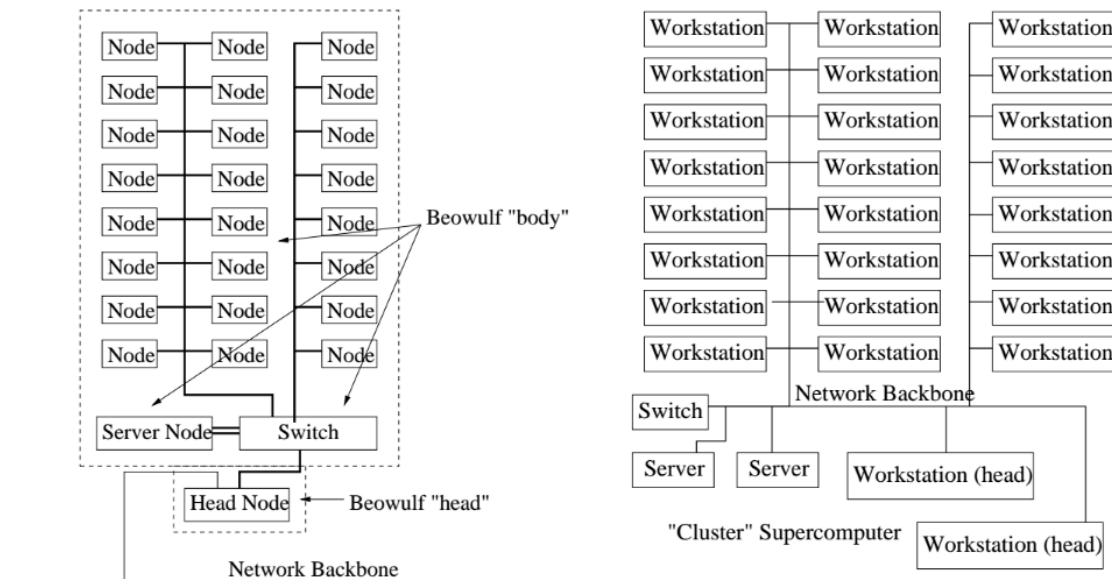 Node Node Node
Node Node Node
Node Node Node
Node Node Node
Node Node Node
Node Node Node
Node Node Node
Node Node Node
Beowulf "body"
Server Node Switch
Head Node
Beowulf "head"
Network Backbone
Workstation Workstation Workstation
Workstation Workstation Workstation
Workstation Workstation Workstation
Workstation Workstation Workstation
Workstation Workstation Workstation
Workstation Workstation Workstation
Workstation Workstation Workstation
Workstation Workstation Workstation
Network Backbone
Switch
Server Server Workstation (head)
"Cluster" Supercomputer
Workstation (head)